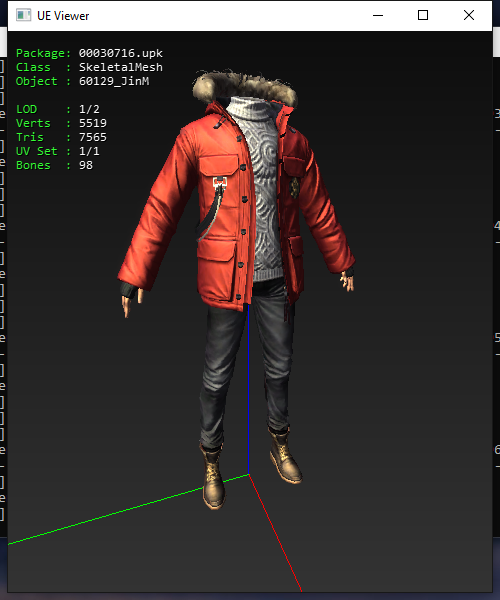 UE Viewer
Package: 00030716.upk
Class : SkeletalMesh
Object : 60129_JinM
LOD : 1/2
Verts : 5519
Tris : 7565
UV Set : 1/1
Bones : 98